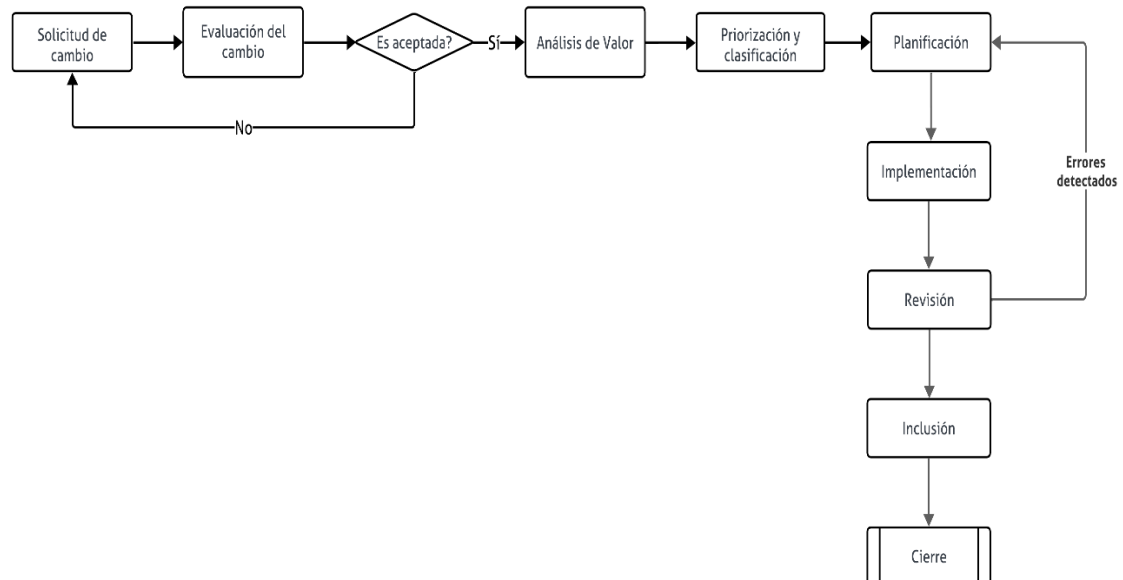 Solicitud de
cambio
Evaluación del
cambio
Es aceptada?
Sí
Análisis de Valor
Priorización y
clasificación
Planificación
No
Implementación
Errores
detectados
Revisión
Inclusión
Cierre